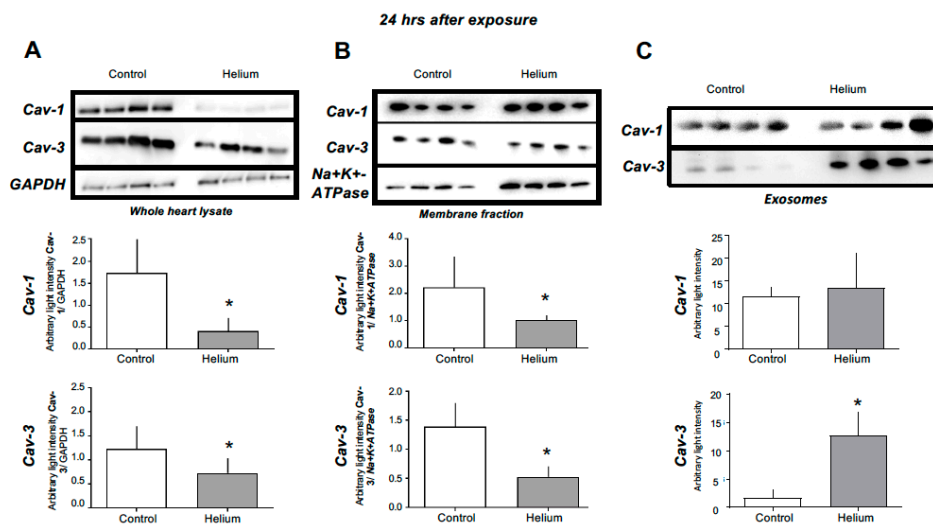 24 hrs after exposure
A
Control Helium
Cav-1
Cav-3
GAPDH
Whole heart lysate
B
Control Helium
Cav-1
Cav-3
Na+K+-
ATPase
Membrane fraction
C
Control Helium
Cav-1
Cav-3
Exosomes
Cav-1
Arbitrary light intensity Cav-
1/ GAPDH
2.5
2.0
1.5
1.0
0.5
0.0
*
Control Helium
Cav-1
Arbitrary light intensity Cav-
1/ Na+K+ATPase
4.0
3.0
2.0
1.0
0.0
*
Control Helium
Cav-1
Arbitrary light intensity
25
20
15
10
5
0
Control Helium
Cav-3
Arbitrary light intensity Cav-
3/ GAPDH
2.5
2.0
1.5
1.0
0.5
0.0
*
Control Helium
Cav-3
Arbitrary light intensity Cav-
3/ Na+K+ATPase
2.0
1.5
1.0
0.5
0.0
*
Control Helium
Cav-3
Arbitrary light intensity
20
15
10
5
0
*
Control Helium